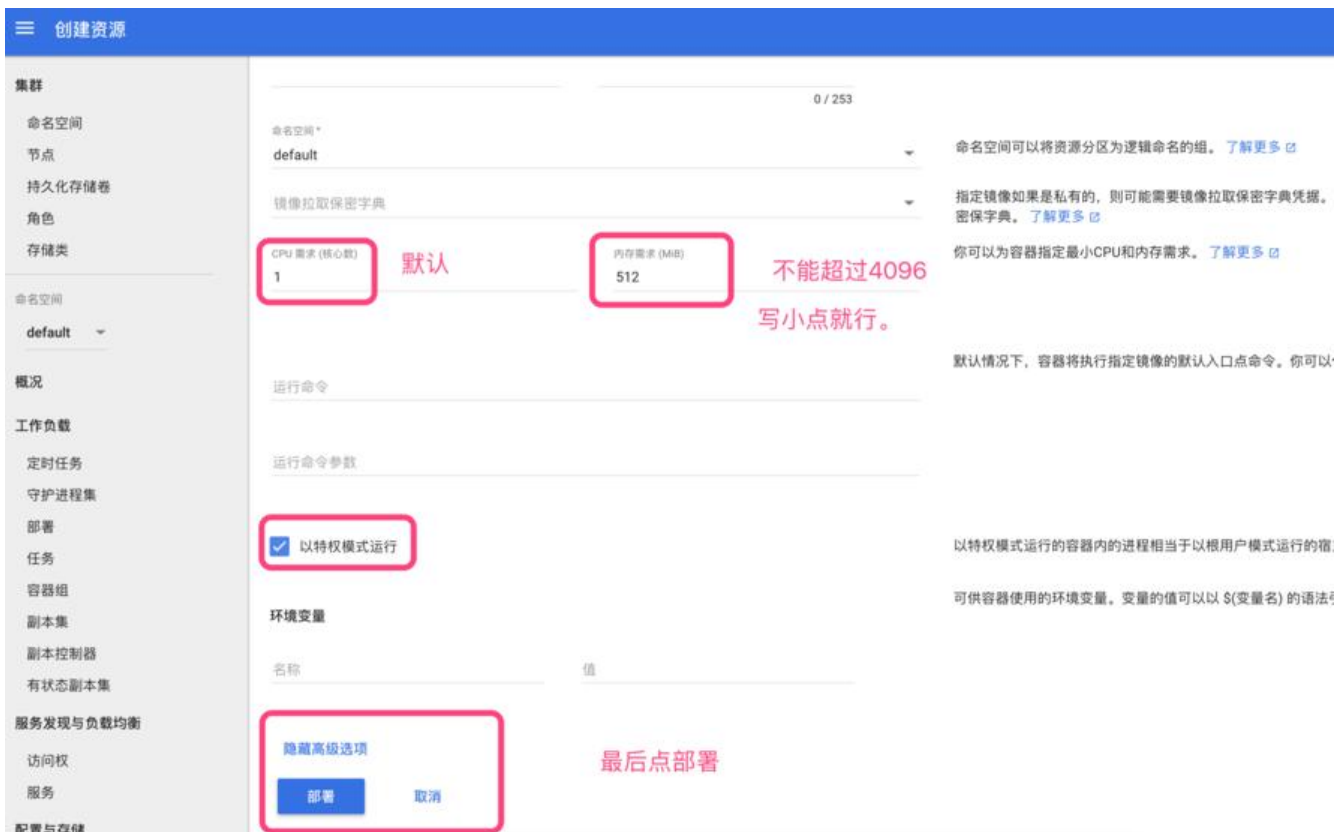 创建资源
集群
命名空间
节点
持久化存储卷
角色
存储类
命名空间
default
概况
工作负载
定时任务
守护进程集
部署
任务
容器组
副本集
副本控制器
有状态副本集
服务发现与负载均衡
访问权
服务
配置与存储
0 / 253
命名空间 *
default
命名空间可以将资源分区为逻辑命名的组。 了解更多
镜像拉取保密字典
指定镜像如果是私有的，则可能需要镜像拉取保密字典凭据。
密保字典。 了解更多
CPU 需求 (核心数)
1
默认
内存需求 (MiB)
512
不能超过4096
写小点就行。
你可以为容器指定最小CPU和内存需求。 了解更多
运行命令
默认情况下，容器将执行指定镜像的默认入口点命令。你可以
运行命令参数
以特权模式运行
以特权模式运行的容器内的进程相当于以根用户模式运行的宿
环境变量
可供容器使用的环境变量。变量的值可以以 $(变量名) 的语法
名称
值
隐藏高级选项
部署
取消
最后点部署